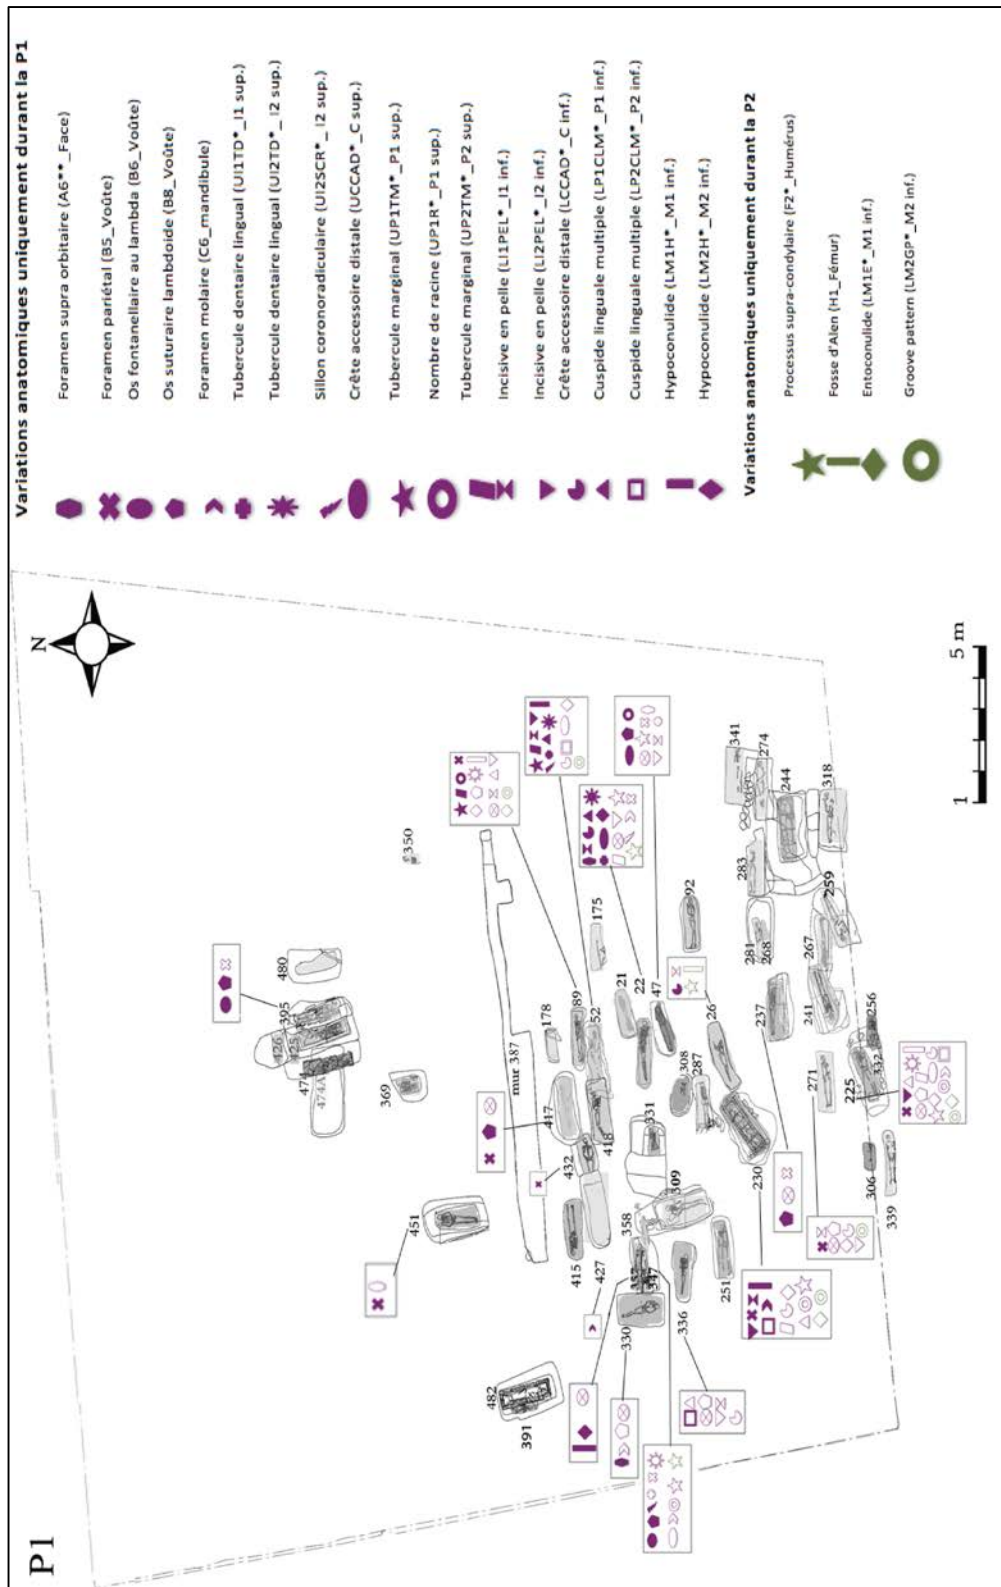 P1
N
1 5 m
341
274
244
318
350
283
259
92
281
268
267
480
175
21
22
47
395
426
425
474
474A
178
89
52
26
237
241
256
mur 387
308
287
271
332
225
369
417
418
331
230
306
339
432
309
451
415
427
358
357
347
251
330
336
482
391
Variations anatomiques uniquement durant la P1
Foramen supra orbitaire (A6**_Face)
Foramen pariétal (B5_Voûte)
Os fontanellaire au lambda (B6_Voûte)
Os suturaire lambdoide (B8_Voûte)
Foramen molaire (C6_mandibule)
Tubercule dentaire lingual (UI1TD*_I1 sup.)
Tubercule dentaire lingual (UI2TD*_ I2 sup.)
Sillon coronoradiculaire (UI2SCR*_ I2 sup.)
Crête accessoire distale (UCCAD*_C sup.)
Tubercule marginal (UP1TM*_P1 sup.)
Nombre de racine (UP1R*_P1 sup.)
Tubercule marginal (UP2TM*_P2 sup.)
Incisive en pelle (LI1PEL*_I1 inf.)
Incisive en pelle (LI2PEL*_I2 inf.)
Crête accessoire distale (LCCAD*_C inf.)
Cuspide linguale multiple (LP1CLM*_P1 inf.)
Cuspide linguale multiple (LP2CLM*_P2 inf.)
Hypoconulide (LM1H*_M1 inf.)
Hypoconulide (LM2H*_M2 inf.)
Variations anatomiques uniquement durant la P2
Processus supra-condylaire (F2*_Humérus)
Fosse d'Alen (H1_Fémur)
Entoconulide (LM1E*_M1 inf.)
Groove pattern (LM2GP*_M2 inf.)